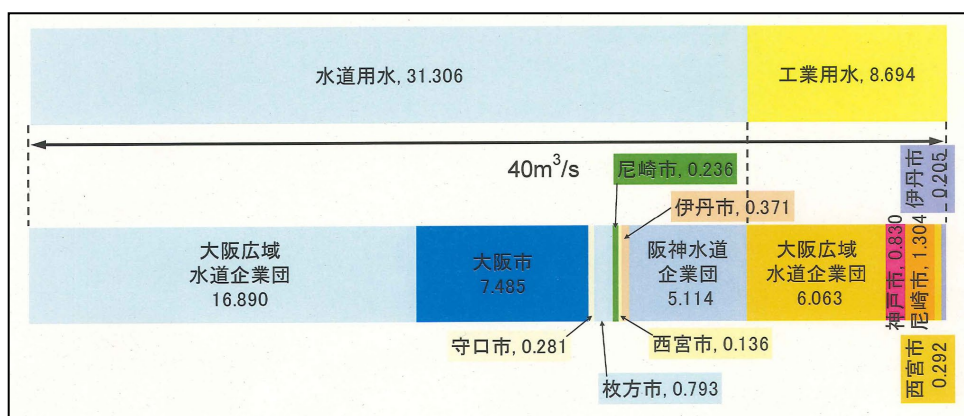 水道用水, 31.306
工業用水, 8.694
40m³/s
尼崎市, 0.236
伊丹市, 0.371
伊丹市
0.205
大阪広域
水道企業団
16.890
大阪市
7.485
阪神水道
企業団
5.114
大阪広域
水道企業団
6.063
神戸市, 0.830
尼崎市, 1.304
守口市, 0.281
西宮市, 0.136
枚方市, 0.793
西宮市
0.292